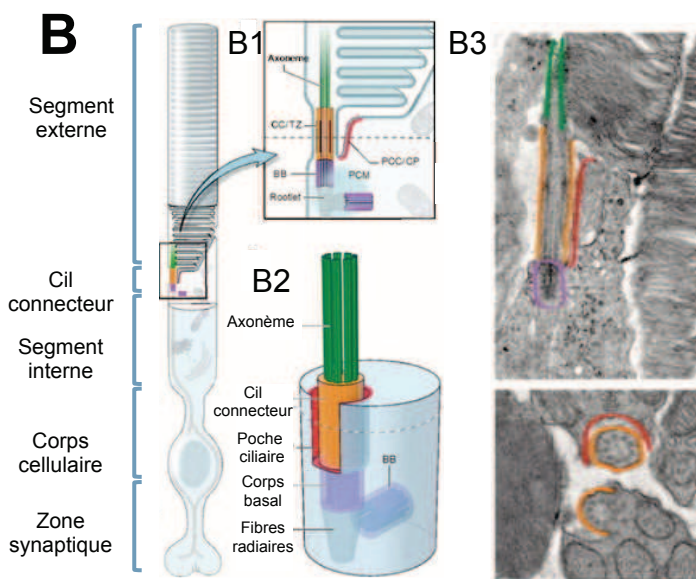 B
B1
B3
Segment
externe
Axoneme
CC/TZ
PCC/CP
BB
PCM
Rootlet
Cil
connecteur
B2
Axonème
Segment
interne
Cil
connecteur
Poche
ciliaire
Corps
cellulaire
Corps
basal
BB
Fibres
radiaires
Zone
synaptique